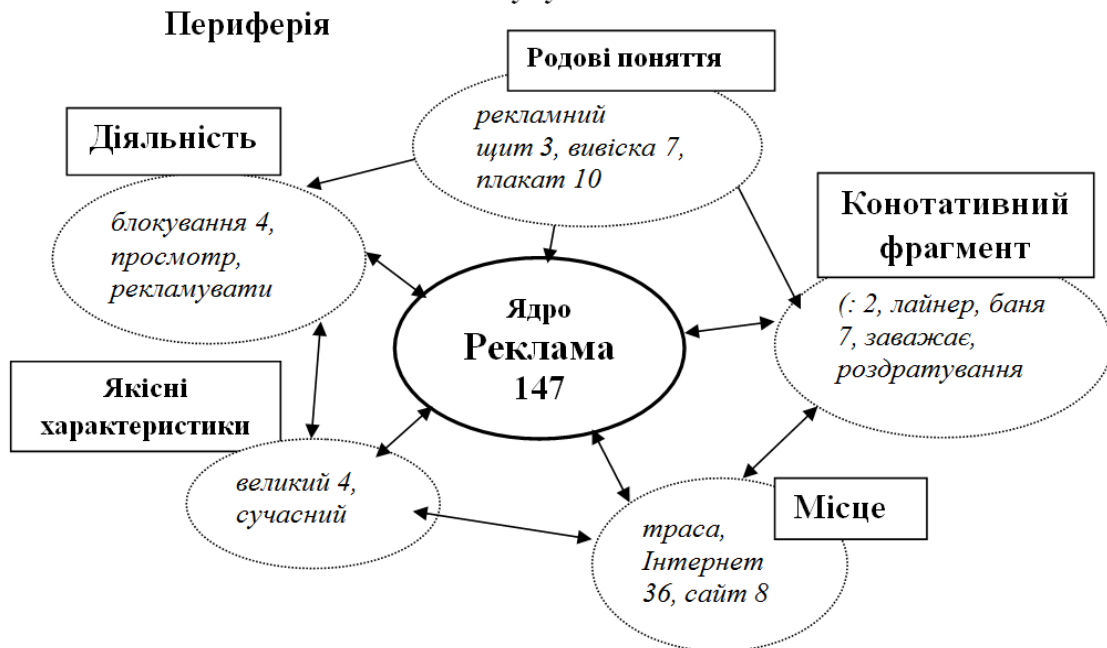 Периферія
Родові поняття
рекламний
щит 3, вивіска 7,
плакат 10
Діяльність
блокування 4,
просмотр,
рекламувати
Конотативний
фрагмент
(: 2, лайнер, баня
7, заважає,
роздратування
Ядро
Реклама
147
Якісні
характеристики
великий 4,
сучасний
Місце
траса,
Інтернет
36, сайт 8